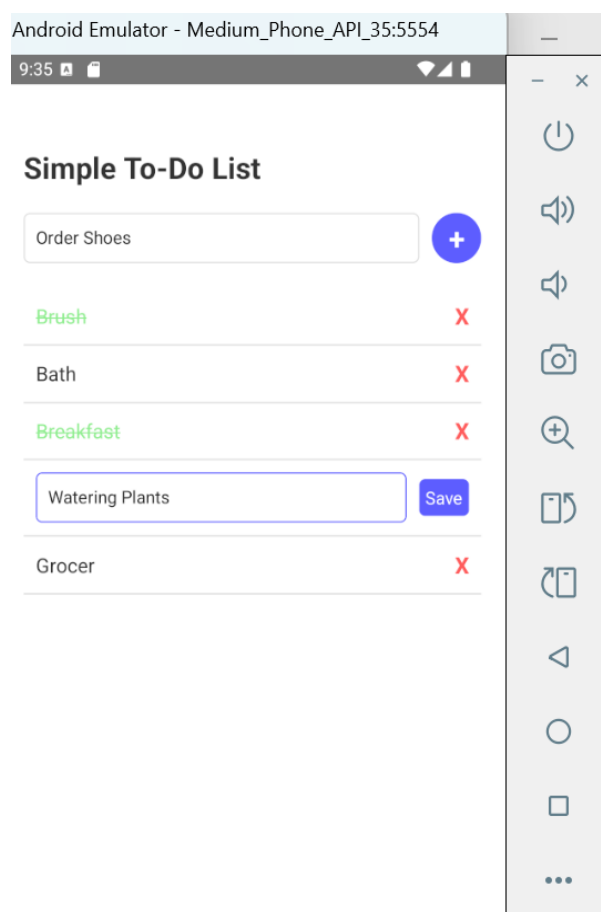 Android Emulator - Medium_Phone_API_35:5554
9:35
Simple To-Do List
Order Shoes
+
Brush X
Bath X
Breakfast X
Watering Plants Save
Grocer X